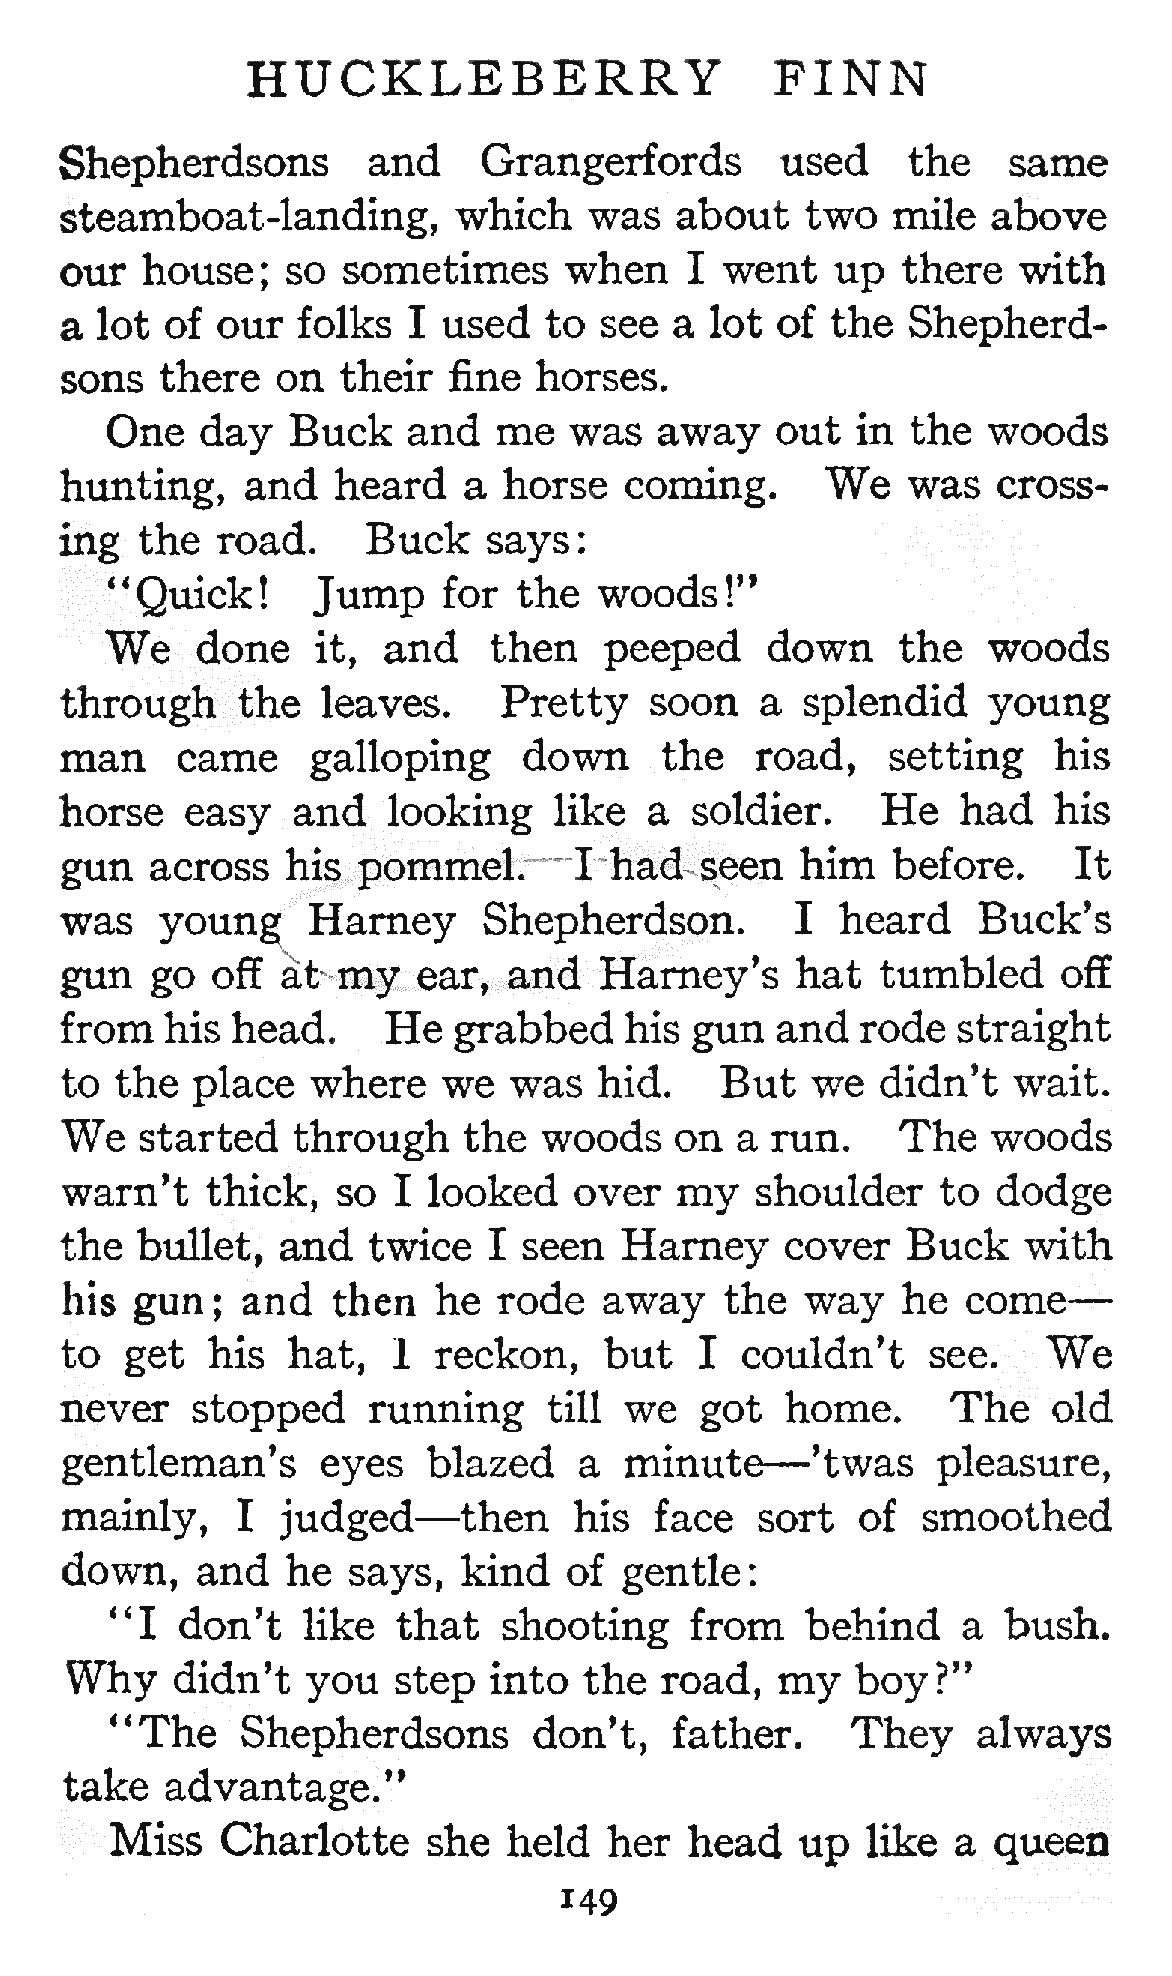 HUCKLEBERRY FINN
Shepherdsons and Grangerfords used the same
steamboat-landing, which was about two mile above
our house; so sometimes when I went up there with
a lot of our folks I used to see a lot of the Shepherd-
sons there on their fine horses.
One day Buck and me was away out in the woods
hunting, and heard a horse coming. We was cross-
ing the road. Buck says:
"Quick! Jump for the woods!"
We done it, and then peeped down the woods
through the leaves. Pretty soon a splendid young
man came galloping down the road, setting his
horse easy and looking like a soldier. He had his
gun across his pommel. I had seen him before. It
was young Harney Shepherdson. I heard Buck's
gun go off at my ear, and Harney's hat tumbled off
from his head. He grabbed his gun and rode straight
to the place where we was hid. But we didn't wait.
We started through the woods on a run. The woods
warn't thick, so I looked over my shoulder to dodge
the bullet, and twice I seen Harney cover Buck with
his gun; and then he rode away the way he come—
to get his hat, I reckon, but I couldn't see. We
never stopped running till we got home. The old
gentleman's eyes blazed a minute—'twas pleasure,
mainly, I judged—then his face sort of smoothed
down, and he says, kind of gentle:
"I don't like that shooting from behind a bush.
Why didn't you step into the road, my boy?"
"The Shepherdsons don't, father. They always
take advantage."
Miss Charlotte she held her head up like a queen
149